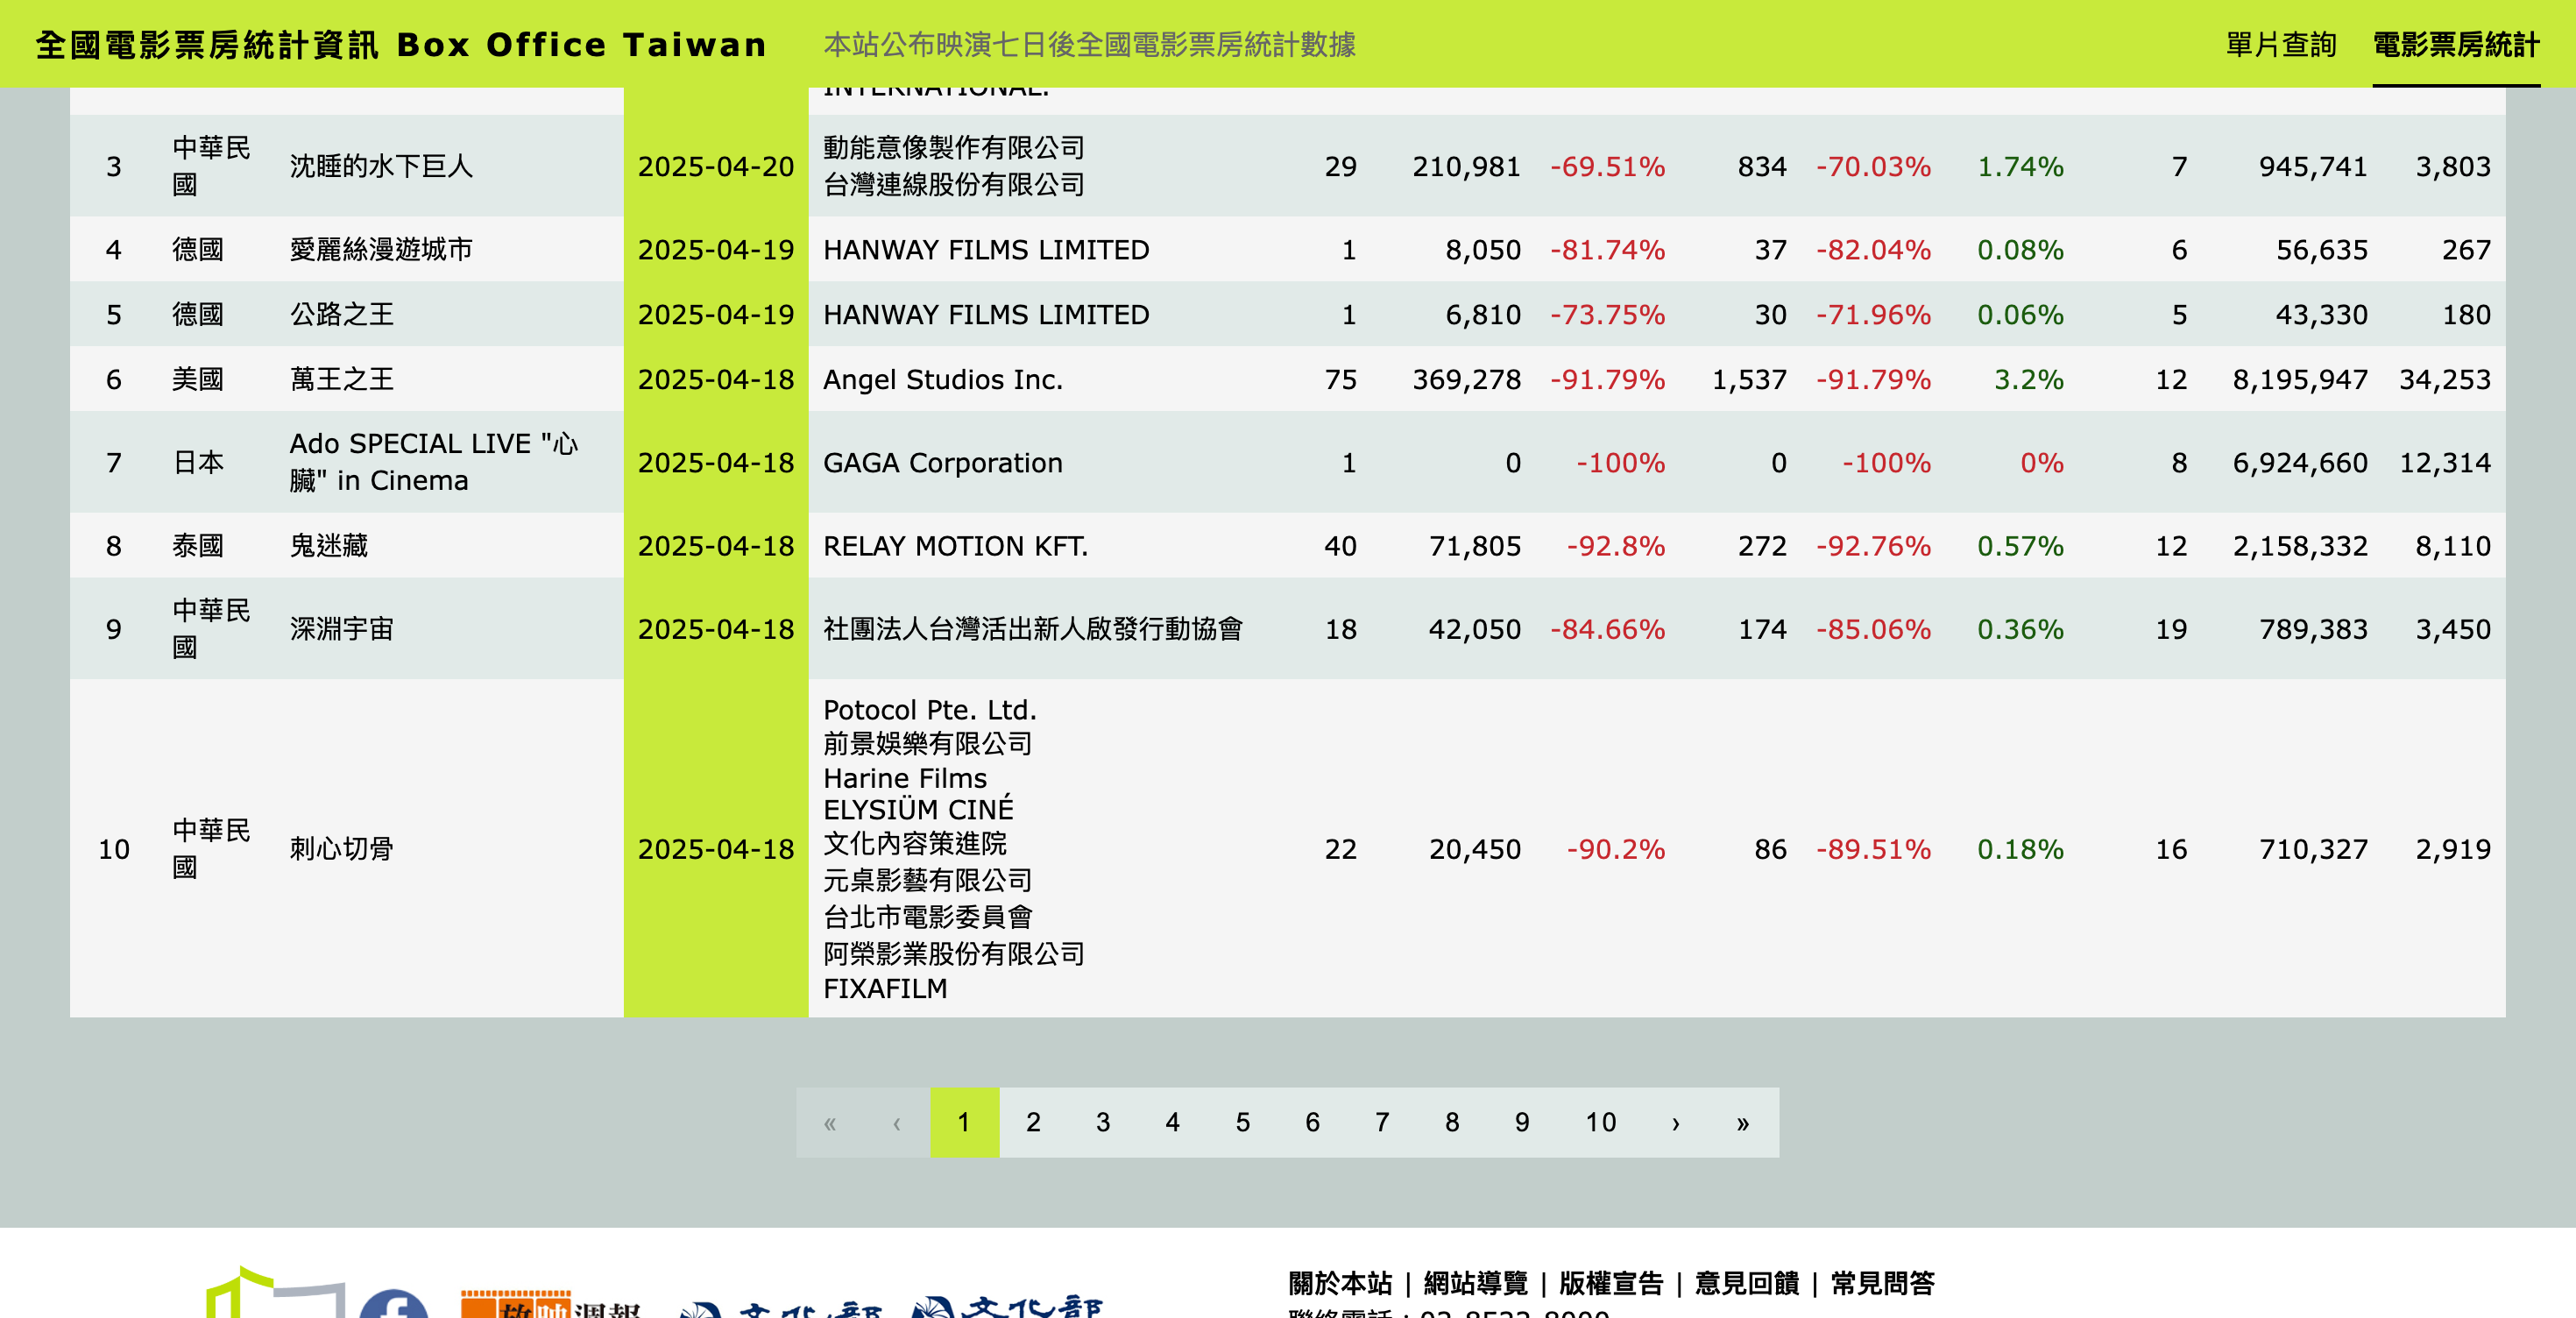 全國電影票房統計資訊 Box Office Taiwan 本站公布映演七日後全國電影票房統計數據 單片查詢 電影票房統計
INTERNATIONAL.
3 中華民國 沈睡的水下巨人 2025-04-20 動能意像製作有限公司 台灣連線股份有限公司 29 210,981 -69.51% 834 -70.03% 1.74% 7 945,741 3,803
4 德國 愛麗絲漫遊城市 2025-04-19 HANWAY FILMS LIMITED 1 8,050 -81.74% 37 -82.04% 0.08% 6 56,635 267
5 德國 公路之王 2025-04-19 HANWAY FILMS LIMITED 1 6,810 -73.75% 30 -71.96% 0.06% 5 43,330 180
6 美國 萬王之王 2025-04-18 Angel Studios Inc. 75 369,278 -91.79% 1,537 -91.79% 3.2% 12 8,195,947 34,253
7 日本 Ado SPECIAL LIVE "心臟" in Cinema 2025-04-18 GAGA Corporation 1 0 -100% 0 -100% 0% 8 6,924,660 12,314
8 泰國 鬼迷藏 2025-04-18 RELAY MOTION KFT. 40 71,805 -92.8% 272 -92.76% 0.57% 12 2,158,332 8,110
9 中華民國 深淵宇宙 2025-04-18 社團法人台灣活出新人啟發行動協會 18 42,050 -84.66% 174 -85.06% 0.36% 19 789,383 3,450
10 中華民國 刺心切骨 2025-04-18 Potocol Pte. Ltd.
前景娛樂有限公司
Harine Films
ELYSIÜM CINÉ
文化內容策進院
元桌影藝有限公司
台北市電影委員會
阿榮影業股份有限公司
FIXAFILM
22 20,450 -90.2% 86 -89.51% 0.18% 16 710,327 2,919
« ‹ 1 2 3 4 5 6 7 8 9 10 › »
關於本站 | 網站導覽 | 版權宣告 | 意見回饋 | 常見問答
放映週報 文化部 文化部
聯絡電話：02-8522-8000